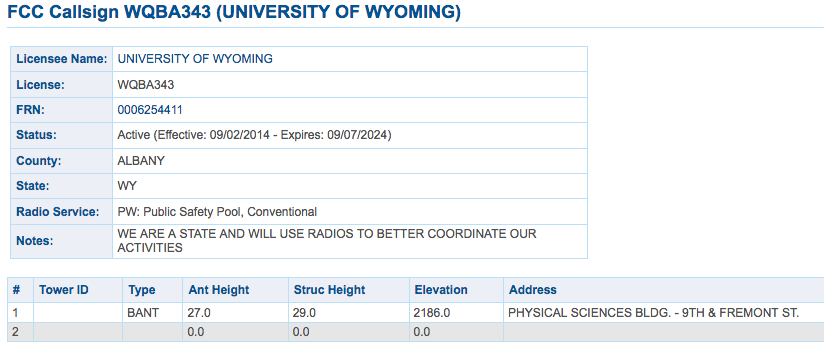 FCC Callsign WQBA343 (UNIVERSITY OF WYOMING)
Licensee Name: UNIVERSITY OF WYOMING
License: WQBA343
FRN: 0006254411
Status: Active (Effective: 09/02/2014 - Expires: 09/07/2024)
County: ALBANY
State: WY
Radio Service: PW: Public Safety Pool, Conventional
Notes: WE ARE A STATE AND WILL USE RADIOS TO BETTER COORDINATE OUR
ACTIVITIES
# Tower ID Type Ant Height Struc Height Elevation Address
1 BANT 27.0 29.0 2186.0 PHYSICAL SCIENCES BLDG. - 9TH & FREMONT ST.
2 0.0 0.0 0.0